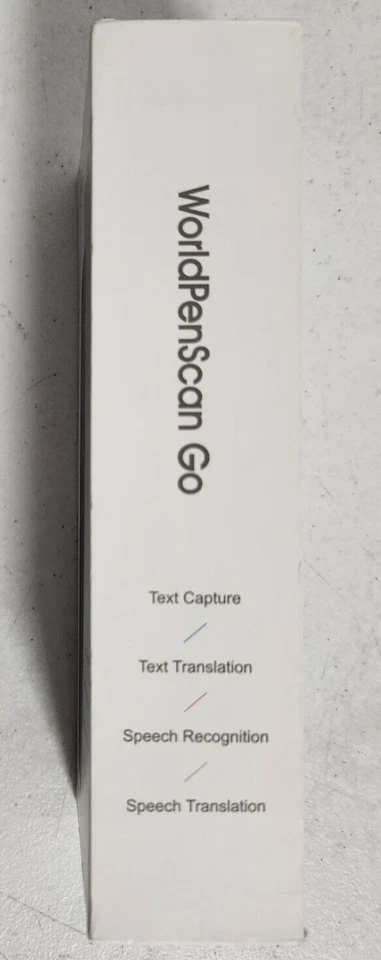 WorldPenScan Go
Text Capture
Text Translation
Speech Recognition
Speech Translation